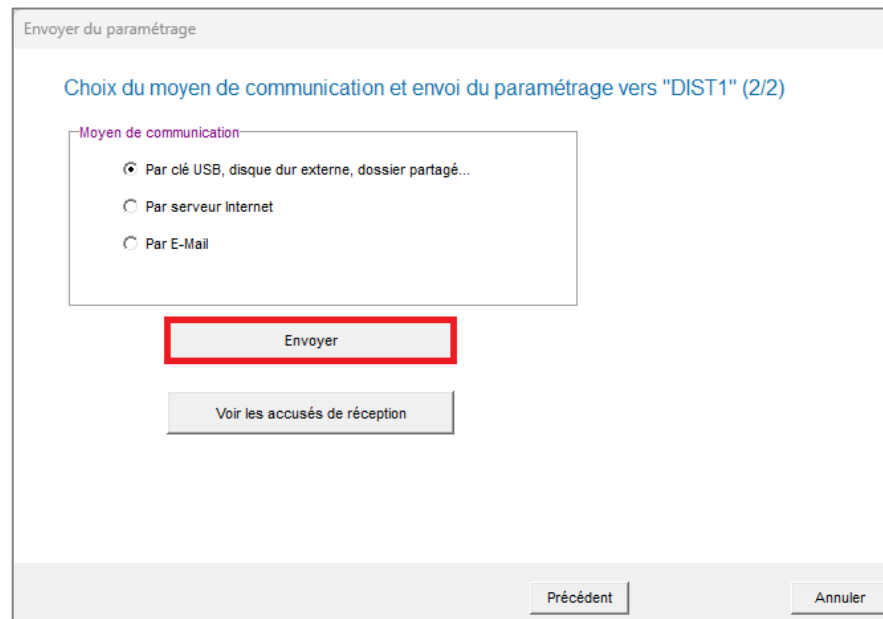 Envoyer du paramétrage
Choix du moyen de communication et envoi du paramétrage vers "DIST1" (2/2)
Moyen de communication
Par clé USB, disque dur externe, dossier partagé...
Par serveur Internet
Par E-Mail
Envoyer
Voir les accusés de réception
Précédent
Annuler